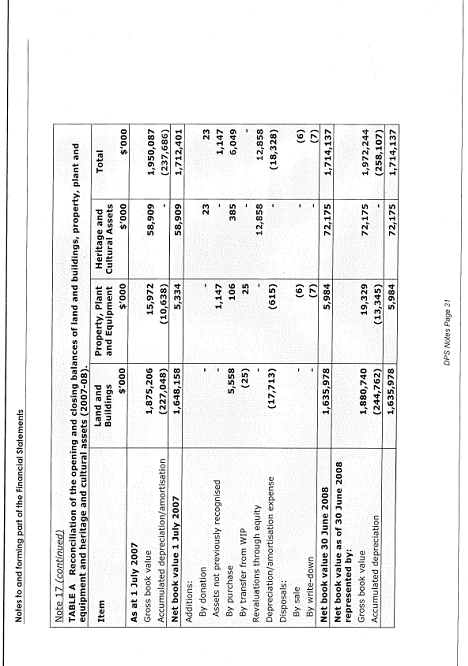 Notes to and forming part of the Financial Statements
Note 17 (continued)
TABLE A Reconciliation of the opening and closing balances of land and buildings, property, plant and
equipment and heritage and cultural assets (2007-08).
Item Land and Buildings Property, Plant and Equipment Heritage and Cultural Assets Total
$'000 $'000 $'000 $'000
As at 1 July 2007
Gross book value 1,875,206 15,972 58,909 1,950,087
Accumulated depreciation/amortisation (227,048) (10,638) - (237,686)
Net book value 1 July 2007 1,648,158 5,334 58,909 1,712,401
Additions:
By donation - - 23 23
Assets not previously recognised - 1,147 - 1,147
By purchase 5,558 106 385 6,049
By transfer from WIP (25) 25 - -
Revaluations through equity - - 12,858 12,858
Depreciation/amortisation expense (17,713) (615) - (18,328)
Disposals:
By sale - (6) - (6)
By write-down - (7) - (7)
Net book value 30 June 2008 1,635,978 5,984 72,175 1,714,137
Net book value as of 30 June 2008
represented by:
Gross book value 1,880,740 19,329 72,175 1,972,244
Accumulated depreciation (244,762) (13,345) - (258,107)
1,635,978 5,984 72,175 1,714,137
DPS Notes Page 31